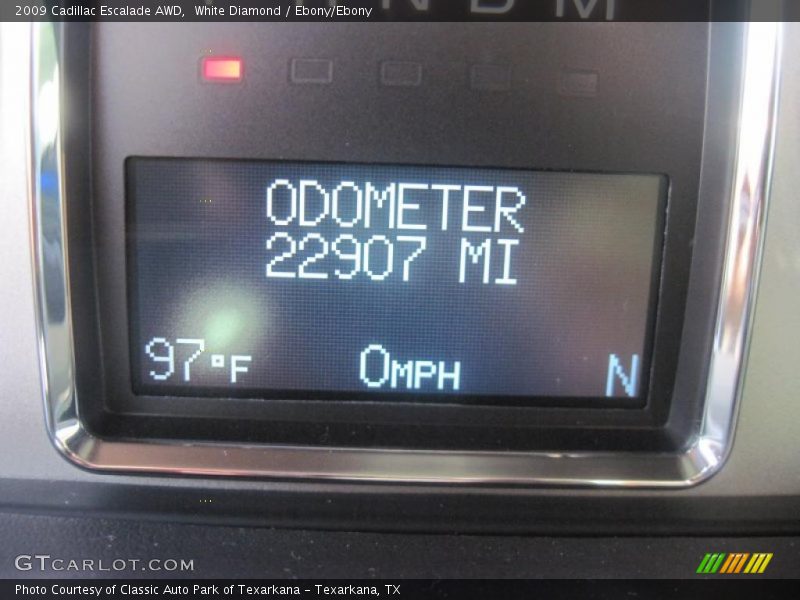 2009 Cadillac Escalade AWD, White Diamond / Ebony/Ebony
N D M
ODOMETER
22907 MI
97°F 0MPH N
GTCARLOT.COM
Photo Courtesy of Classic Auto Park of Texarkana - Texarkana, TX